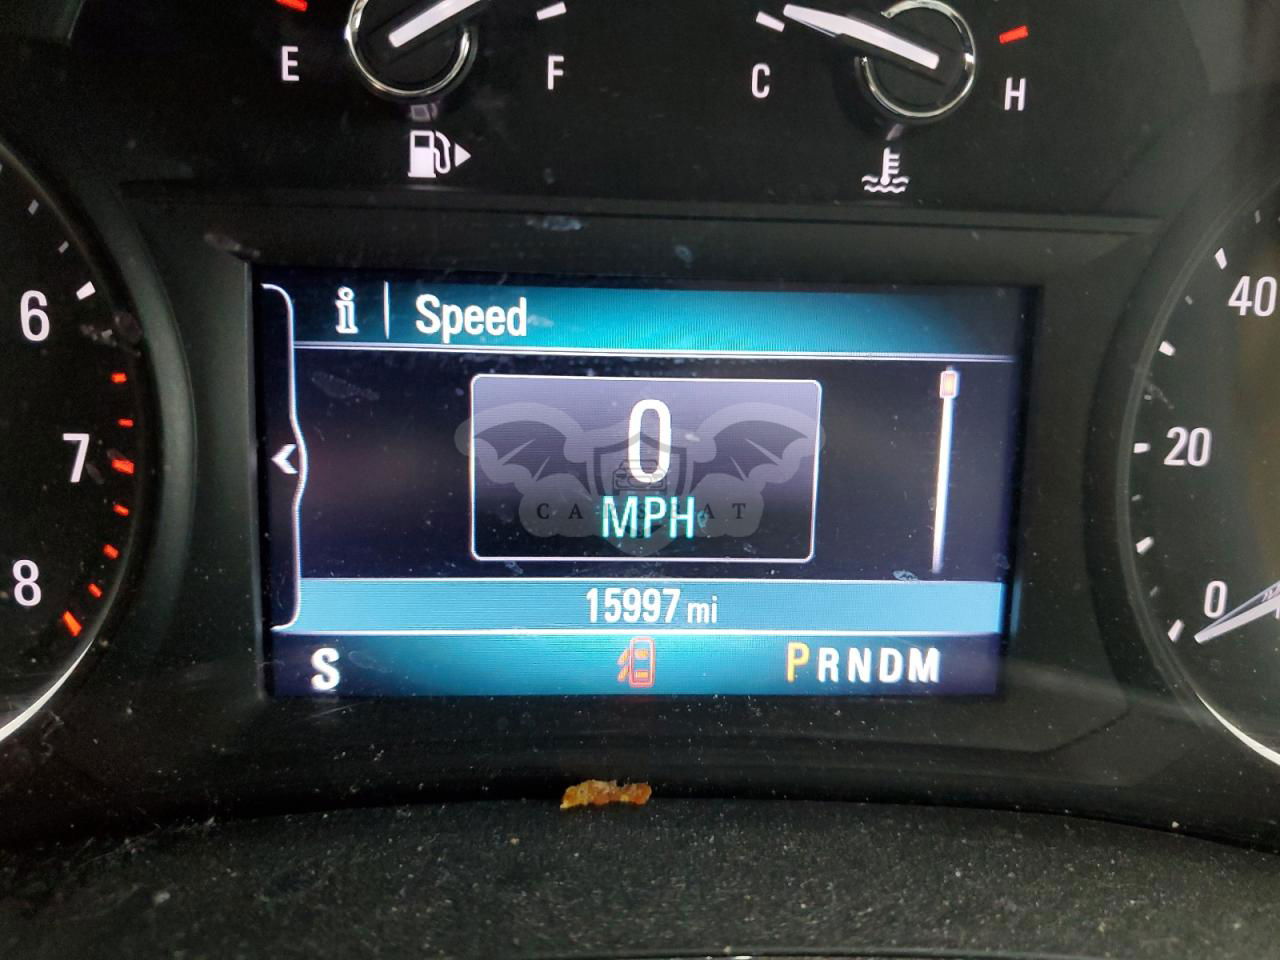 E F C H
6
7
8
40
20
0
i Speed
0
MPH
15997 mi
S PRNDM